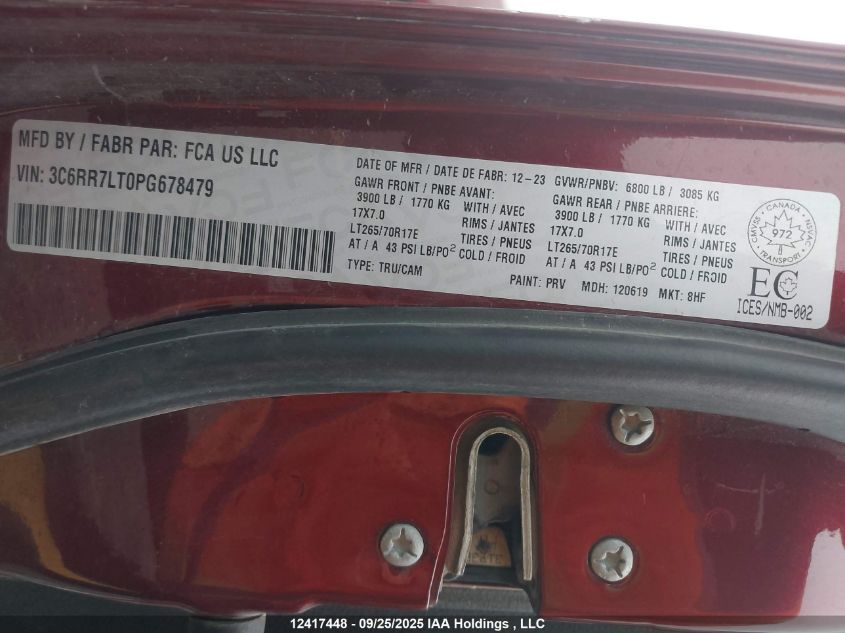 MFD BY / FABR PAR: FCA US LLC
VIN: 3C6RR7LT0PG678479
DATE OF MFR / DATE DE FABR: 12-23
GAWR FRONT / PNBE AVANT:
3900 LB / 1770 KG WITH / AVEC
17X7.0 RIMS / JANTES
LT265/70R17E TIRES / PNEUS
AT / A 43 PSI LB/PO² COLD / FROID
TYPE: TRU/CAM
GVWR/PNBV: 6800 LB / 3085 KG
GAWR REAR / PNBE ARRIERE:
3900 LB / 1770 KG WITH / AVEC
17X7.0 RIMS / JANTES
LT265/70R17E TIRES / PNEUS
AT / A 43 PSI LB/PO² COLD / FROID
PAINT: PRV MDH: 120619 MKT: 8HF
CANADA
CMVSS
972
NSVAC
TRANSPORT
EC
ICES/NMB-002
12417448 - 09/25/2025 IAA Holdings , LLC